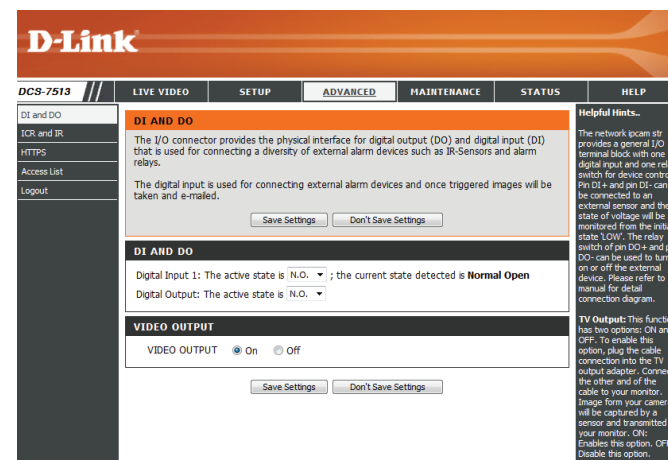 D-Link
DCS-7513 // LIVE VIDEO SETUP ADVANCED MAINTENANCE STATUS HELP
DI and DO
ICR and IR
HTTPS
Access List
Logout
DI AND DO
The I/O connector provides the physical interface for digital output (DO) and digital input (DI)
that is used for connecting a diversity of external alarm devices such as IR-Sensors and alarm
relays.
The digital input is used for connecting external alarm devices and once triggered images will be
taken and e-mailed.
Save Settings Don't Save Settings
DI AND DO
Digital Input 1: The active state is N.O. ; the current state detected is Normal Open
Digital Output: The active state is N.O.
VIDEO OUTPUT
VIDEO OUTPUT On Off
Save Settings Don't Save Settings
Helpful Hints..
The network ipcam str
provides a general I/O
terminal block with one
digital input and one rel
switch for device contro
Pin DI+ and pin DI- can
be connected to an
external sensor and the
state of voltage will be
monitored from the initia
state 'LOW'. The relay
switch of pin DO+ and p
DO- can be used to turn
on or off the external
device. Please refer to
manual for detail
connection diagram.
TV Output: This functio
has two options: ON an
OFF. To enable this
option, plug the cable
connection into the TV
output adapter. Connec
the other and of the
cable to your monitor.
Image form your camer
will be captured by a
sensor and transmitted
your monitor. ON:
Enables this option. OFF
Disable this option.